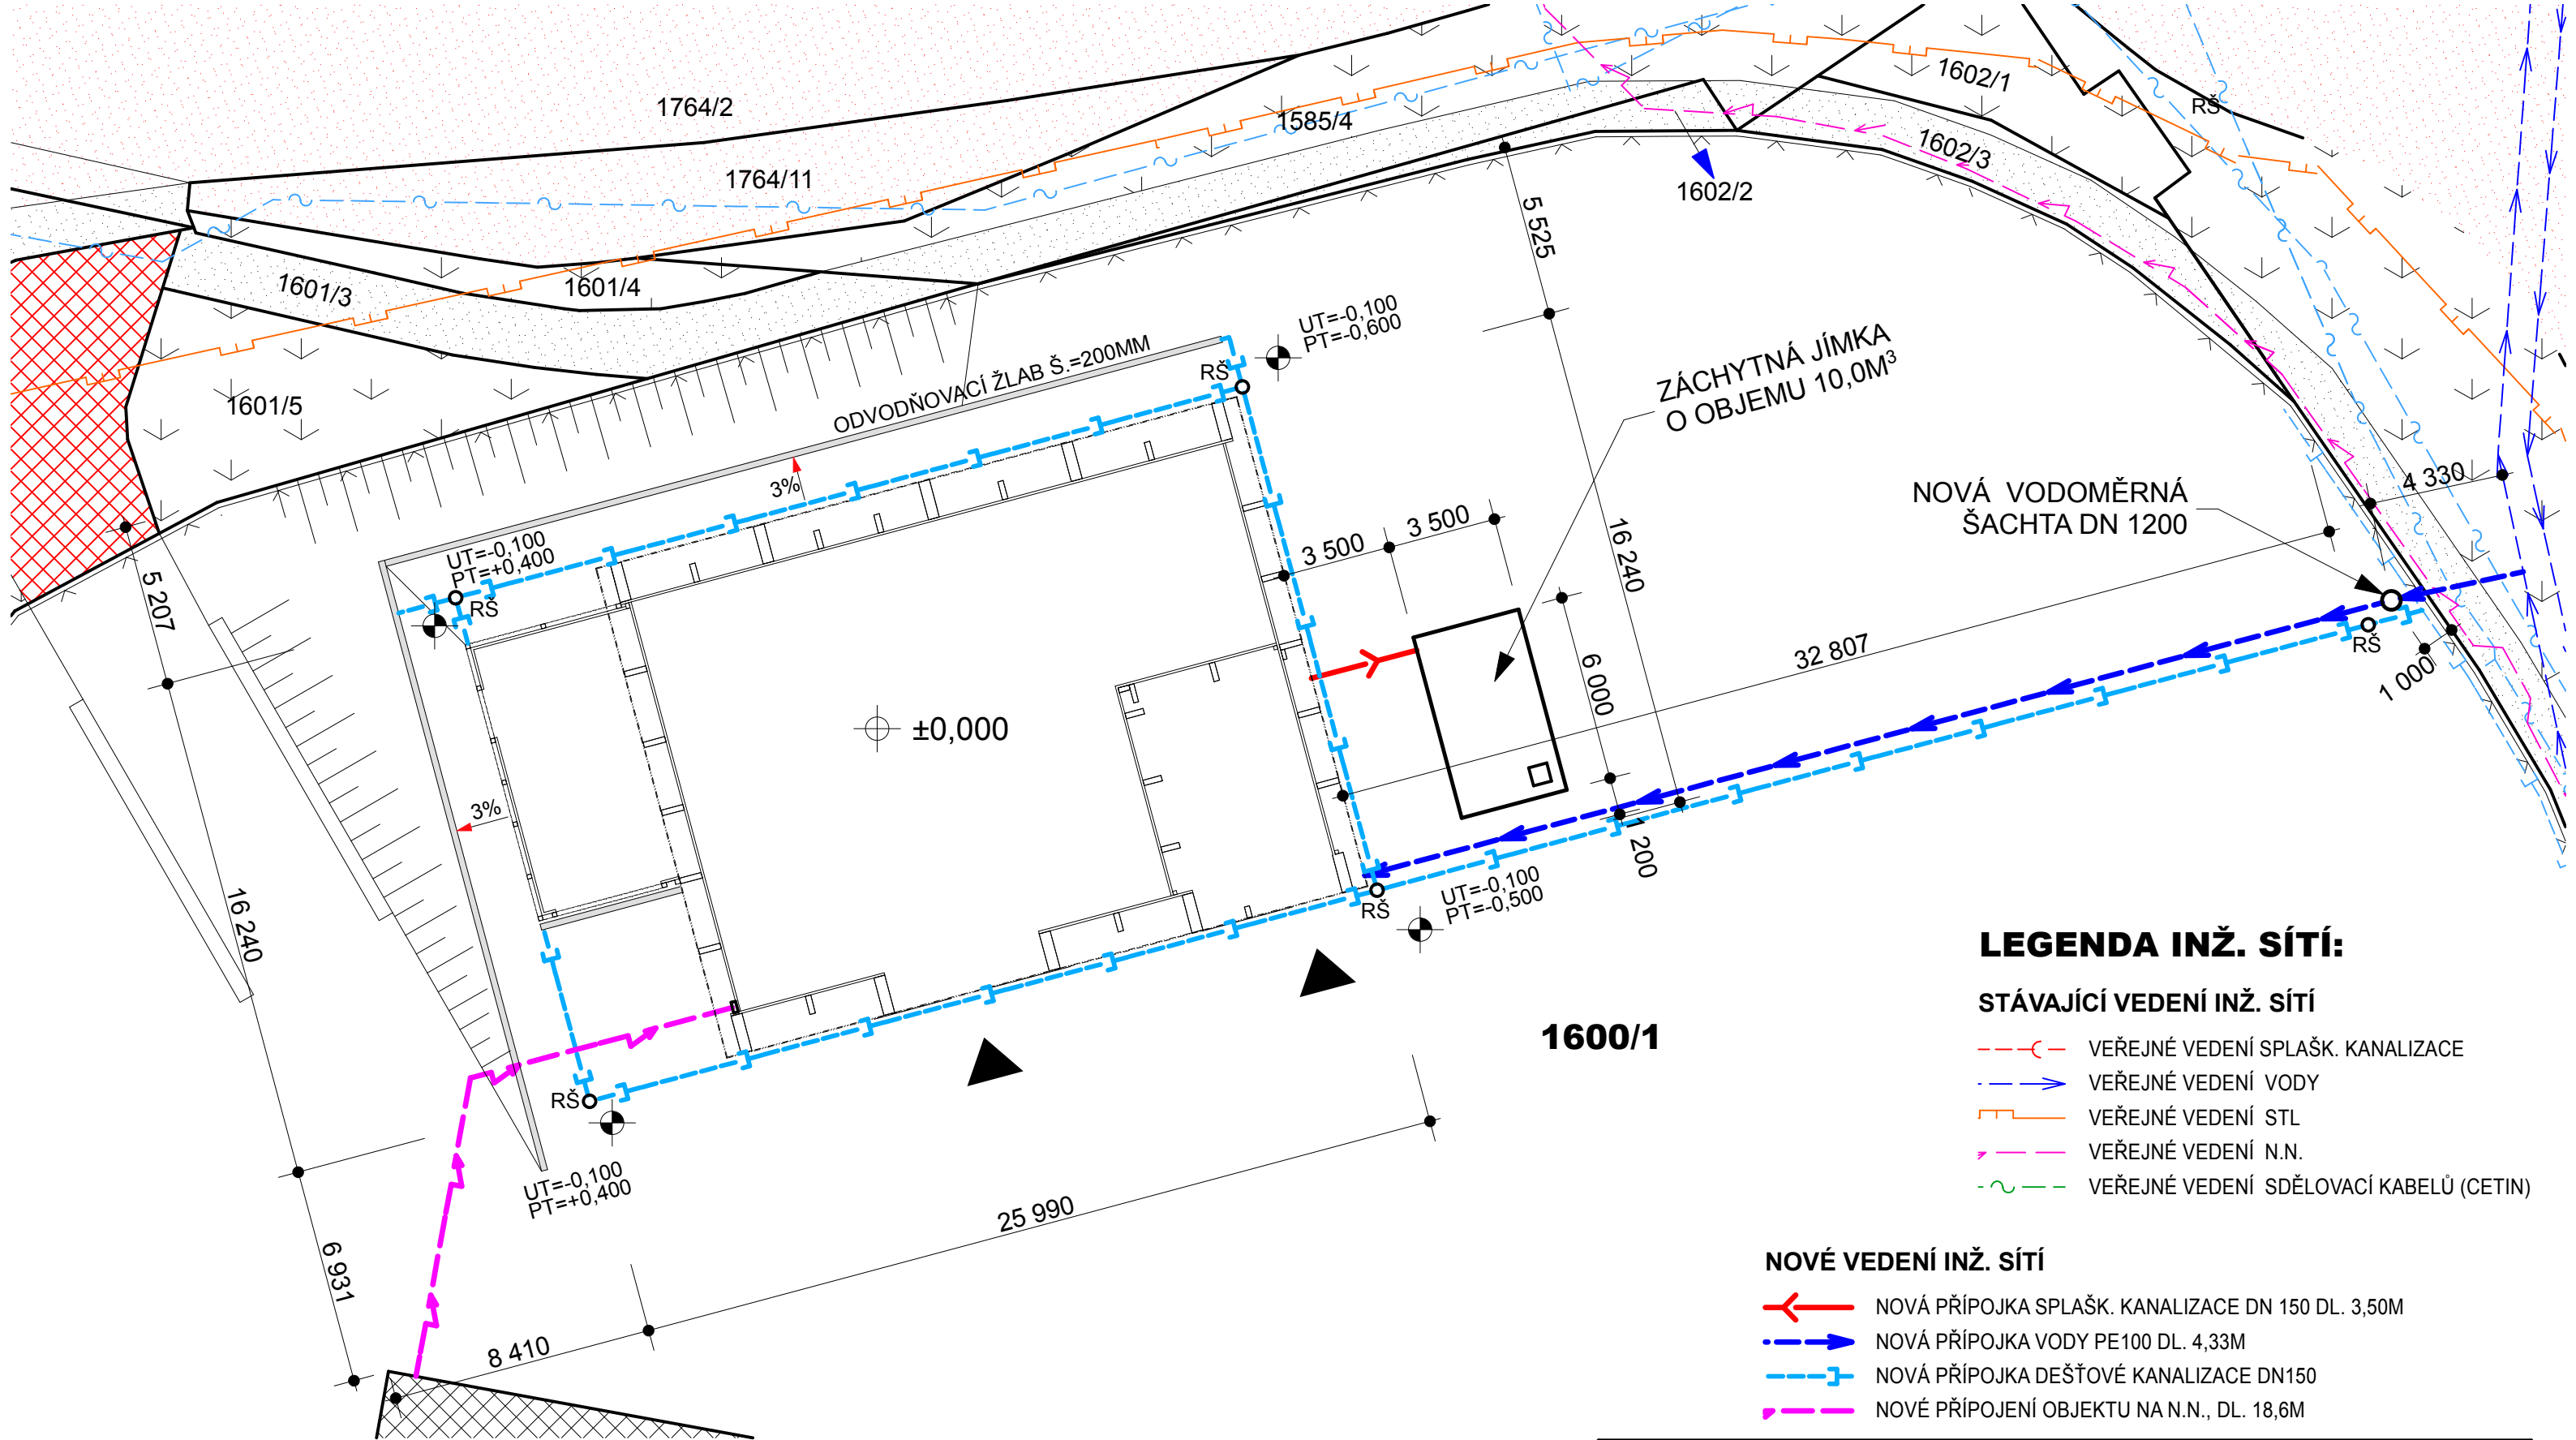 1764/2
1585/4
1602/1
RŠ
1764/11
1602/3
1602/2
1601/3
1601/4
5 525
UT=-0,100
PT=-0,600
RŠ
ODVODŇOVACÍ ŽLAB Š.=200MM
ZÁCHYTNÁ JÍMKA
O OBJEMU 10,0M³
1601/5
3%
4 330
NOVÁ VODOMĚRNÁ
ŠACHTA DN 1200
3 500
3 500
16 240
UT=-0,100
PT=+0,400
RŠ
5 207
32 807
RŠ
6 000
1 000
±0,000
3%
1 200
UT=-0,100
PT=-0,500
RŠ
16 240
1600/1
RŠ
UT=-0,100
PT=+0,400
25 990
6 931
8 410
LEGENDA INŽ. SÍTÍ:
STÁVAJÍCÍ VEDENÍ INŽ. SÍTÍ
VEŘEJNÉ VEDENÍ SPLAŠK. KANALIZACE
VEŘEJNÉ VEDENÍ VODY
VEŘEJNÉ VEDENÍ STL
VEŘEJNÉ VEDENÍ N.N.
VEŘEJNÉ VEDENÍ SDĚLOVACÍ KABELŮ (CETIN)
NOVÉ VEDENÍ INŽ. SÍTÍ
NOVÁ PŘÍPOJKA SPLAŠK. KANALIZACE DN 150 DL. 3,50M
NOVÁ PŘÍPOJKA VODY PE100 DL. 4,33M
NOVÁ PŘÍPOJKA DEŠŤOVÉ KANALIZACE DN150
NOVÉ PŘÍPOJENÍ OBJEKTU NA N.N., DL. 18,6M